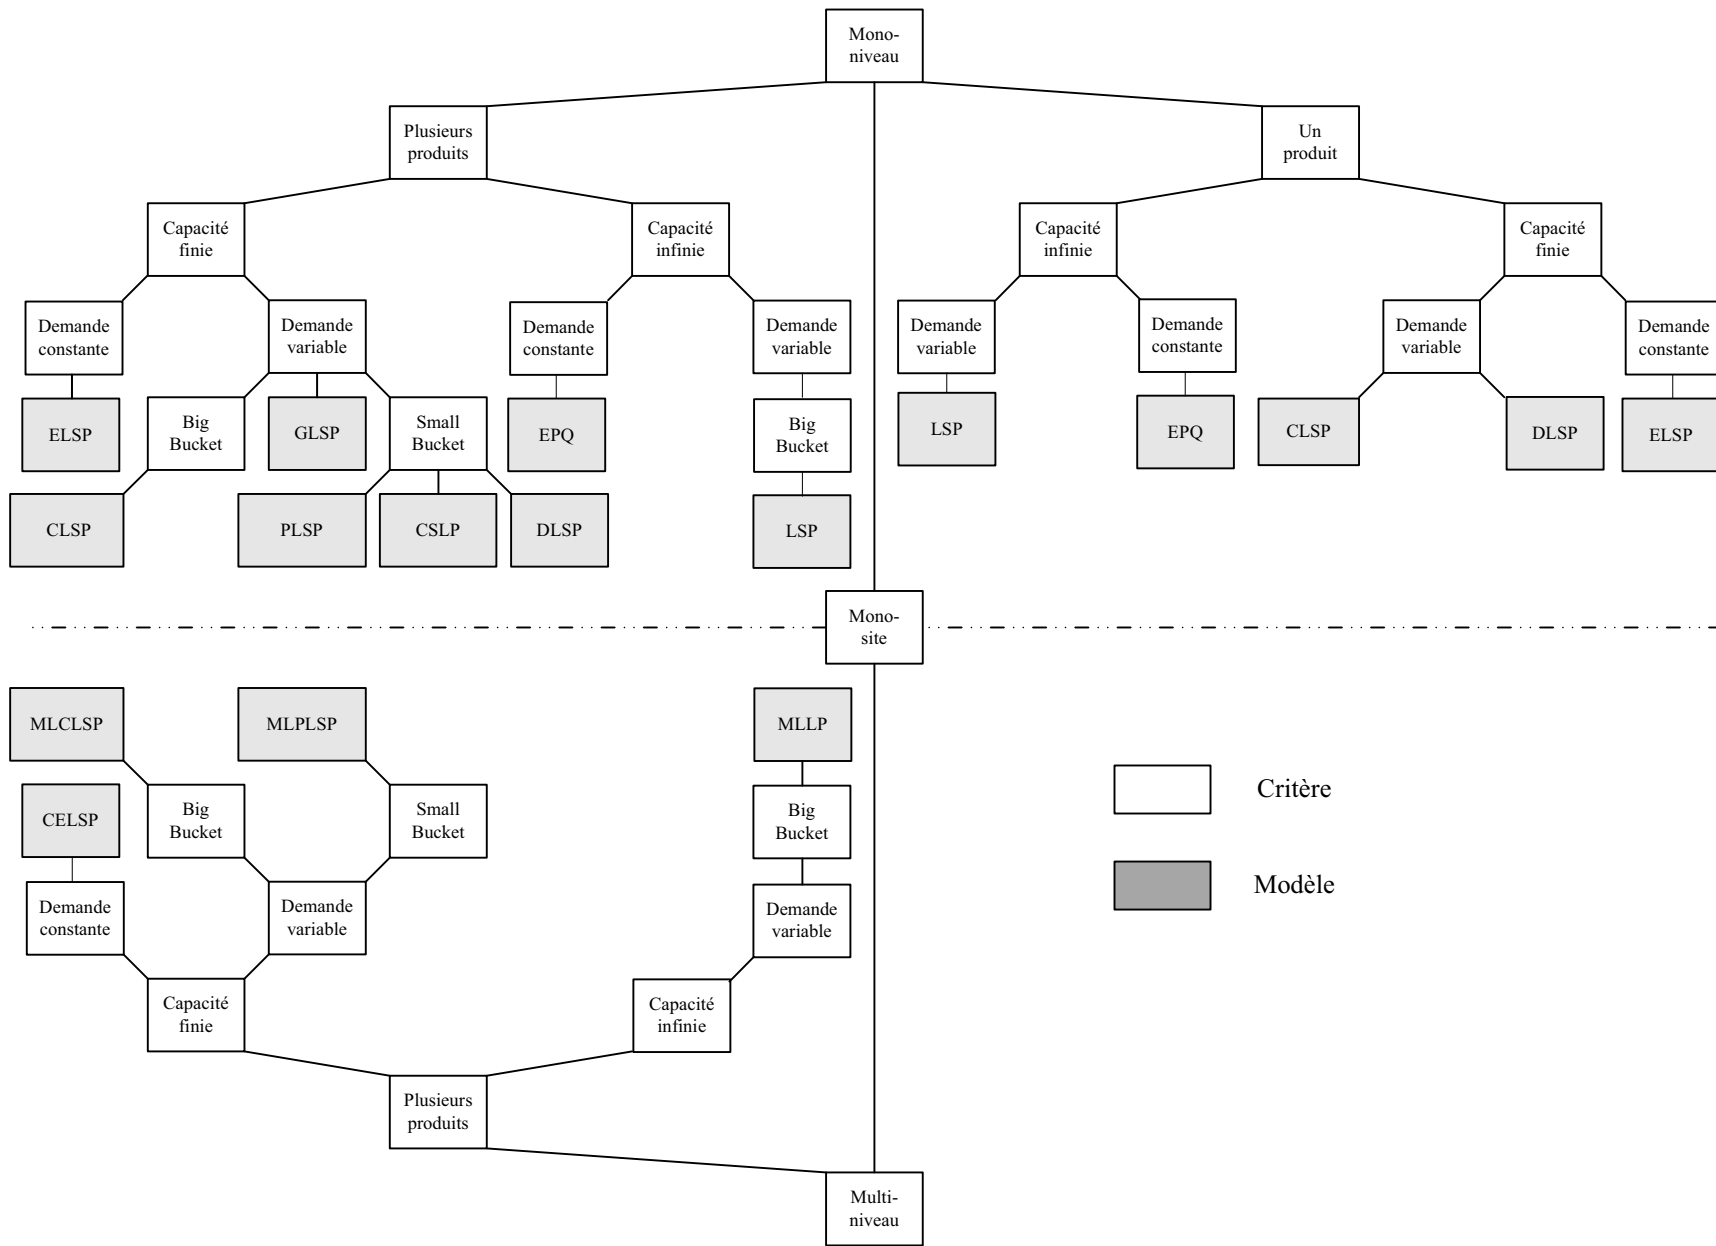 Mono-
niveau
Plusieurs
produits
Un
produit
Capacité
finie
Capacité
infinie
Capacité
infinie
Capacité
finie
Demande
constante
Demande
variable
Demande
constante
Demande
variable
Demande
variable
Demande
constante
Demande
variable
Demande
constante
ELSP
Big
Bucket
GLSP
Small
Bucket
EPQ
Big
Bucket
LSP
EPQ
CLSP
DLSP
ELSP
CLSP
PLSP
CSLP
DLSP
LSP
Mono-
site
MLCLSP
MLPLSP
MLLP
CELSP
Big
Bucket
Small
Bucket
Big
Bucket
Critère
Modèle
Demande
constante
Demande
variable
Demande
variable
Capacité
finie
Capacité
infinie
Plusieurs
produits
Multi-
niveau